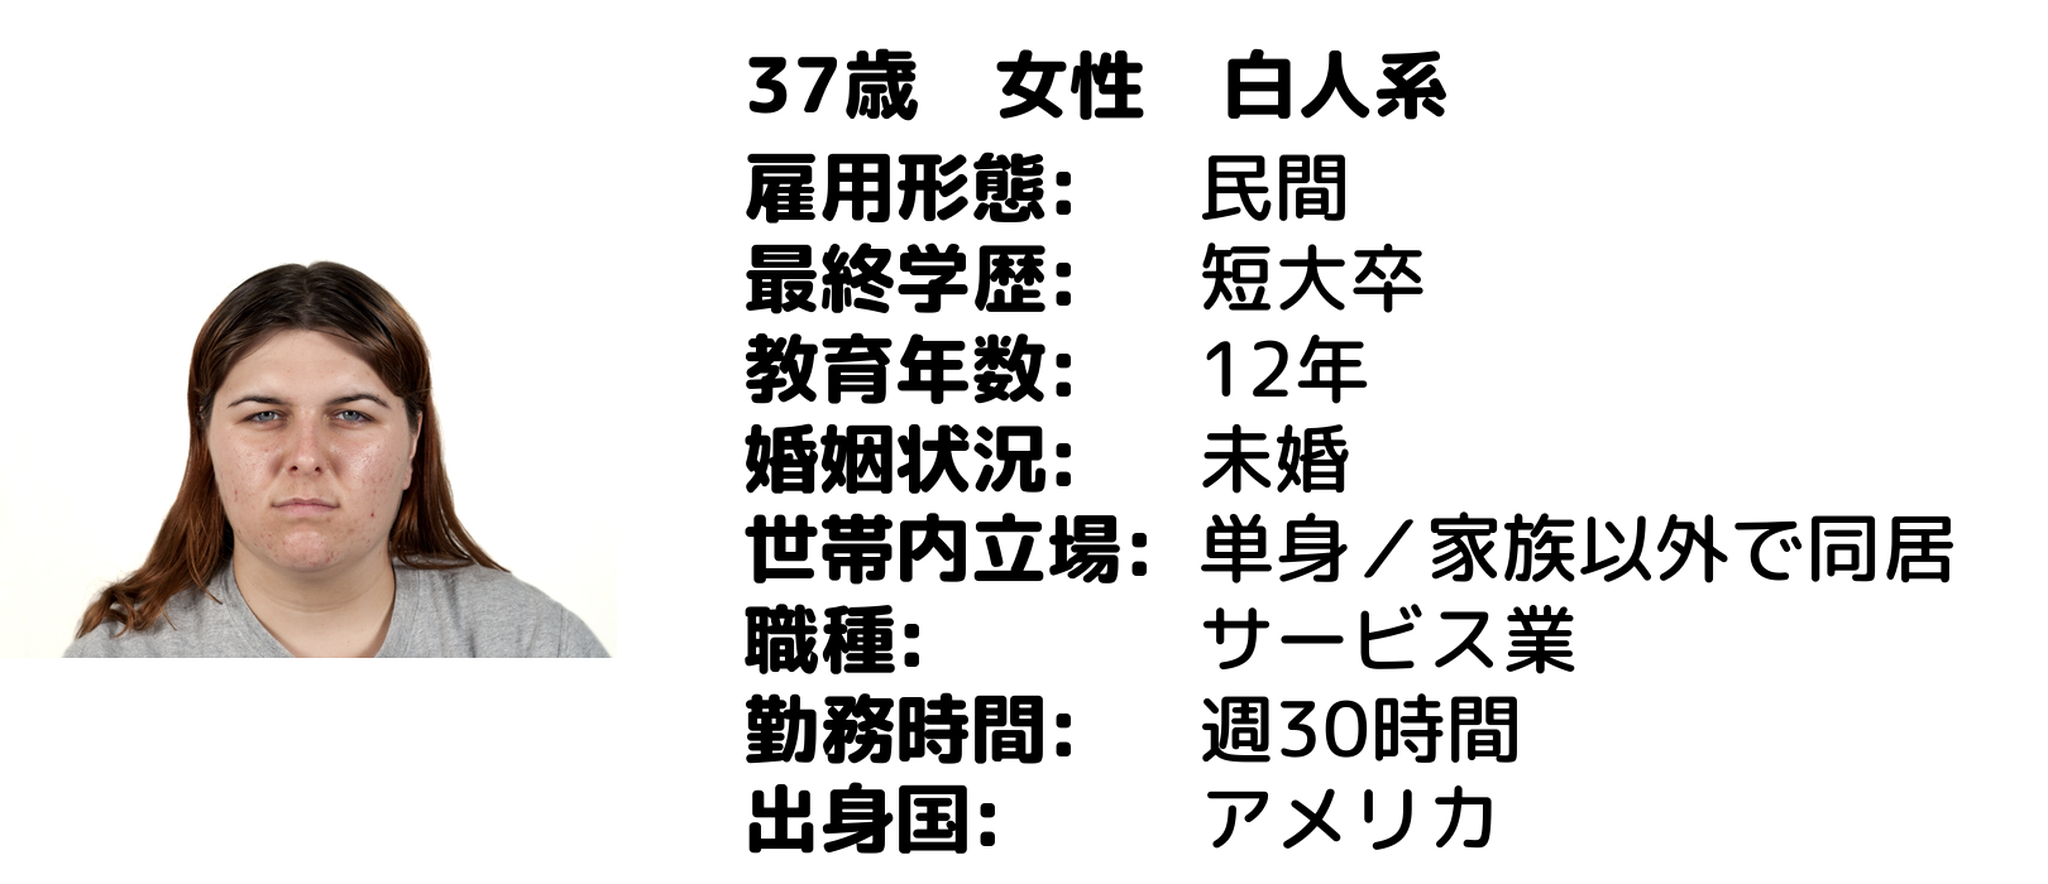 37歳　女性　白人系
雇用形態:　民間
最終学歴:　短大卒
教育年数:　12年
婚姻状況:　未婚
世帯内立場:　単身／家族以外で同居
職種:　サービス業
勤務時間:　週30時間
出身国:　アメリカ